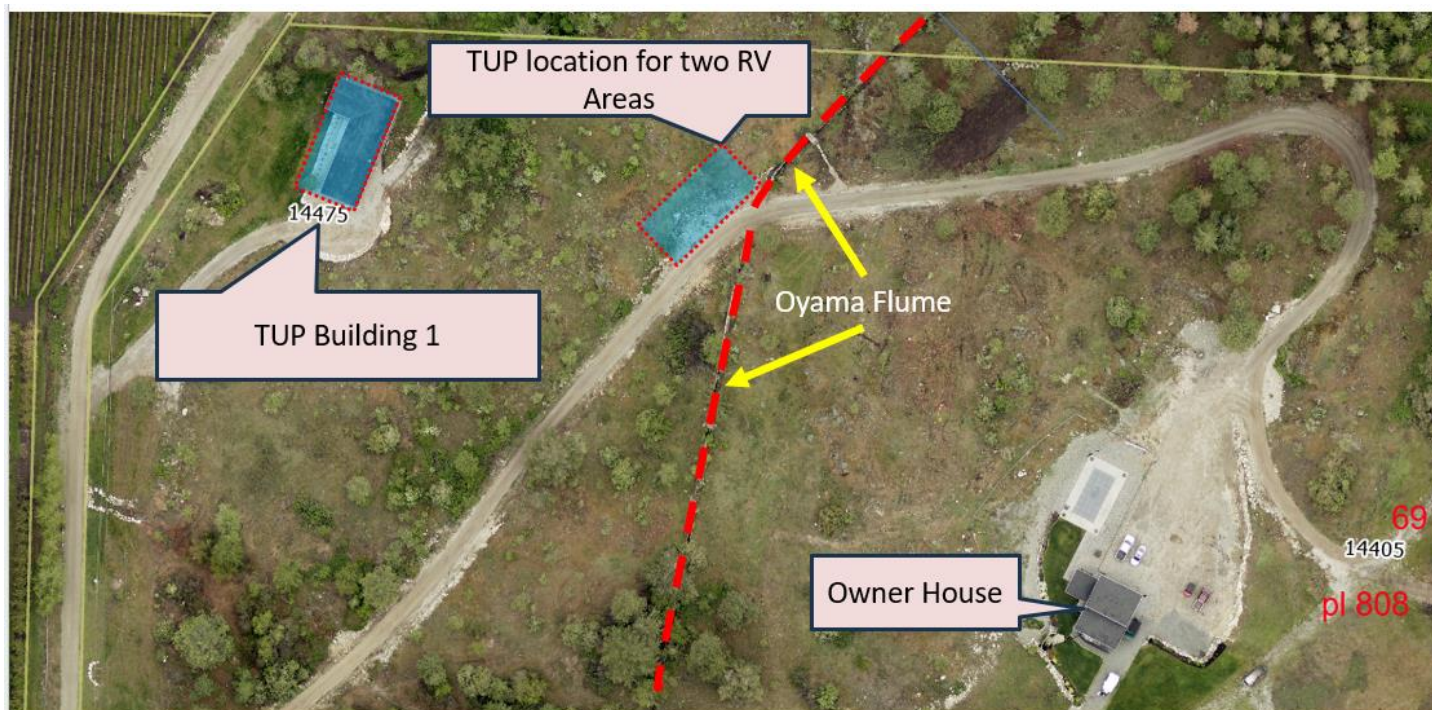 TUP location for two RV
Areas
14475
TUP Building 1
Oyama Flume
69
14405
Owner House
pl 808